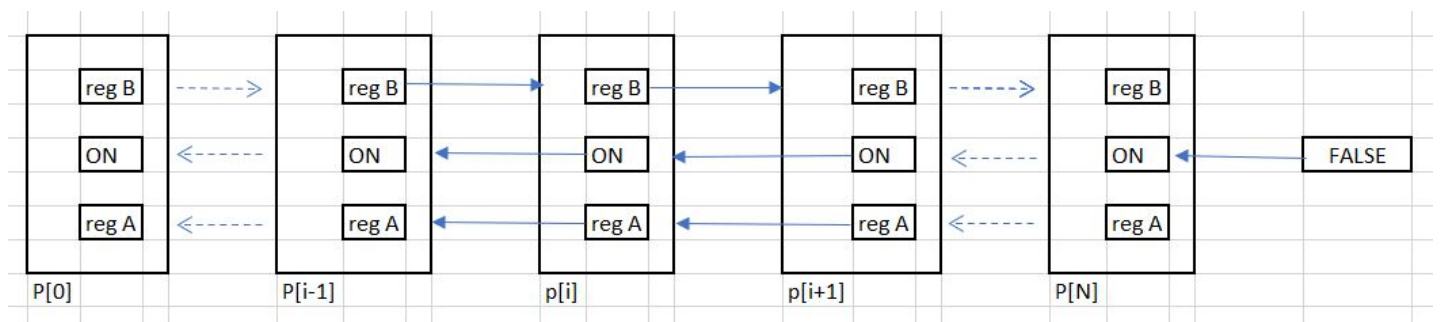 reg B reg B reg B reg B reg B
ON ON ON ON ON FALSE
reg A reg A reg A reg A reg A
P[0] P[i-1] p[i] p[i+1] P[N]